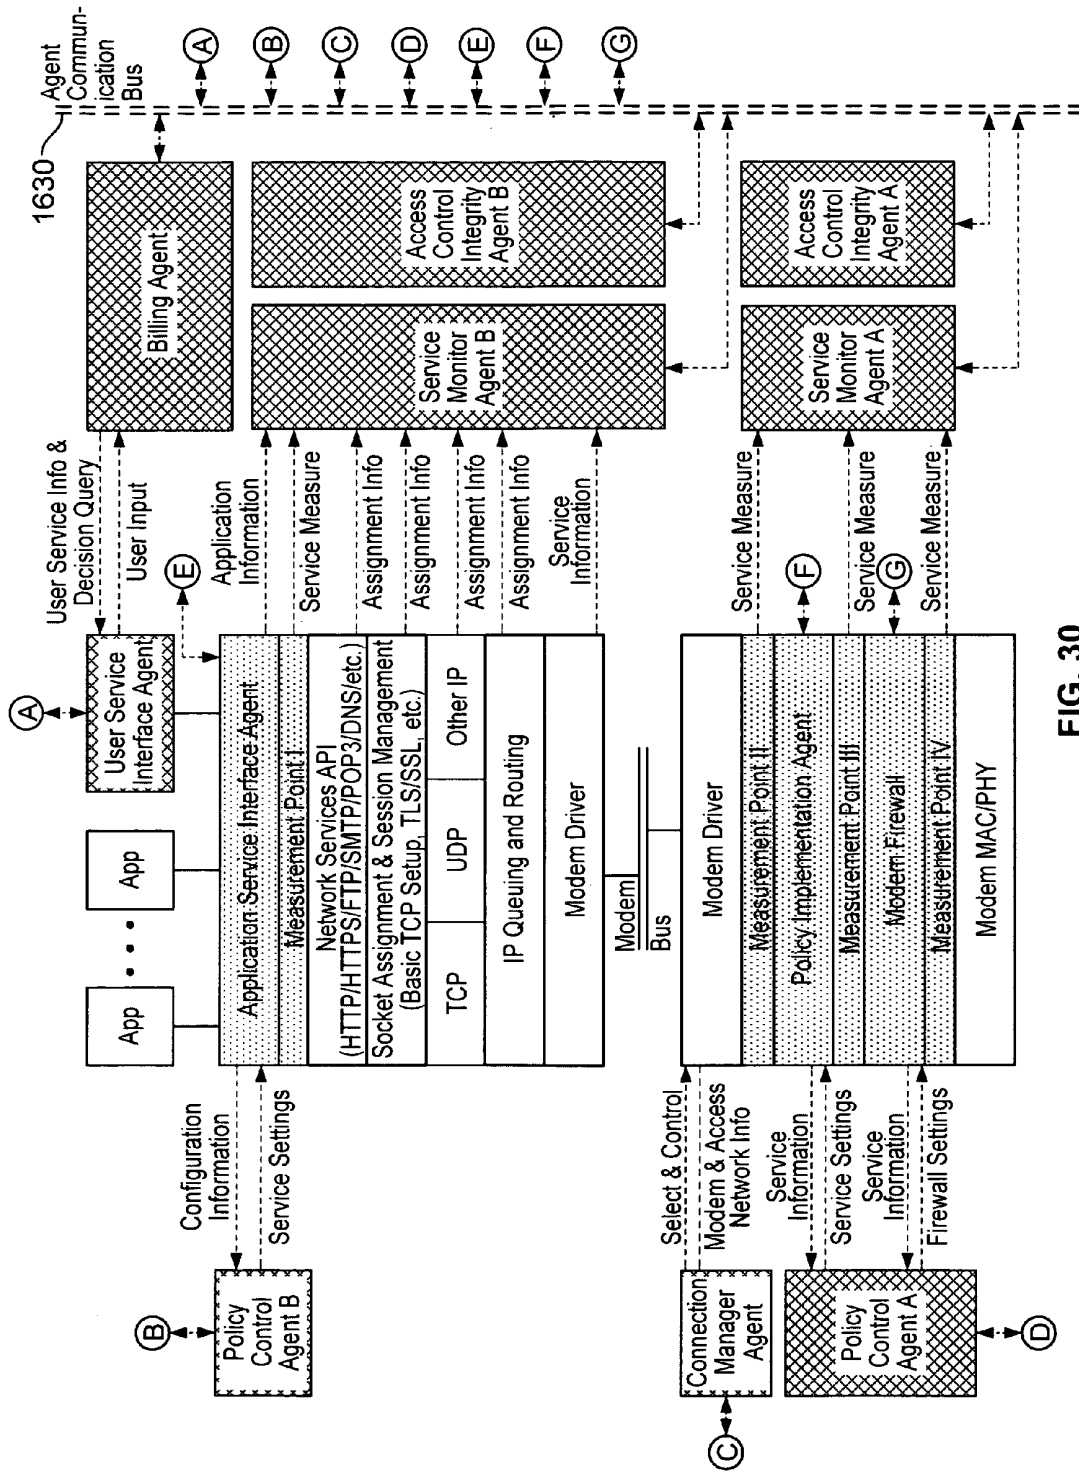 1630
Agent
Commun-
ication
Bus
A
B
C
D
E
F
G
Billing Agent
Access
Control
Integrity
Agent B
Access
Control
Integrity
Agent A
Service
Monitor
Agent B
Service
Monitor
Agent A
User Service Info &
Decision Query
User Input
E
Application
Information
Service Measure
Assignment Info
Assignment Info
Assignment Info
Assignment Info
Service
Information
Service Measure
F
Service Measure
G
Service Measure
A
User Service
Interface Agent
App
App
Application Service Interface Agent
Measurement Point I
Network Services API
(HTTP/HTTPS/FTP/SMTP/POP3/DNS/etc.)
Socket Assignment & Session Management
(Basic TCP Setup, TLS/SSL, etc.)
TCP
UDP
Other IP
IP Queuing and Routing
Modem Driver
Modem
Bus
Modem Driver
Measurement Point II
Policy Implementation Agent
Measurement Point III
Modem Firewall
Measurement Point IV
Modem MAC/PHY
Configuration
Information
Service Settings
Select & Control
Modem & Access
Network Info
Service
Information
Service Settings
Service
Information
Firewall Settings
B
Policy
Control
Agent B
Connection
Manager
Agent
C
Policy
Control
Agent A
D
FIG. 30